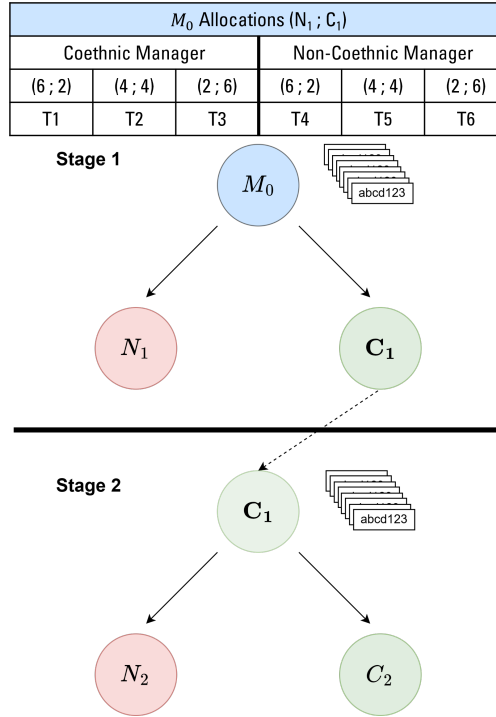 M₀ Allocations (N₁ ; C₁)
Coethnic Manager Non-Coethnic Manager
(6 ; 2) (4 ; 4) (2 ; 6) (6 ; 2) (4 ; 4) (2 ; 6)
T1 T2 T3 T4 T5 T6
Stage 1
M₀
abcd123
N₁ C₁
Stage 2
C₁
abcd123
N₂ C₂